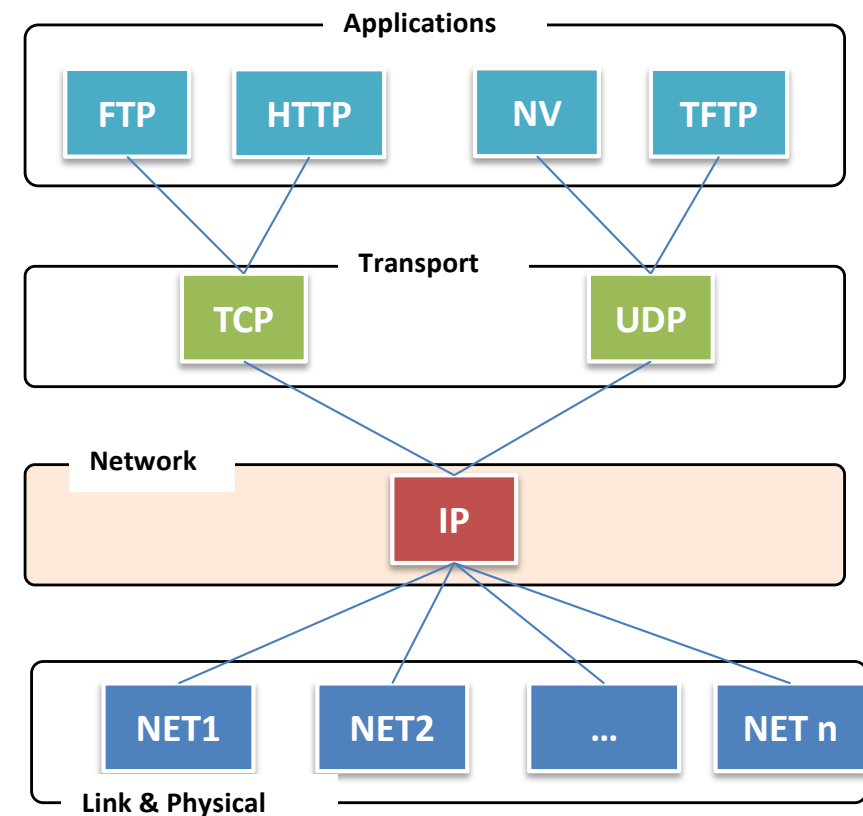 Applications
FTP HTTP NV TFTP
Transport
TCP UDP
Network
IP
NET1 NET2 ... NET n
Link & Physical